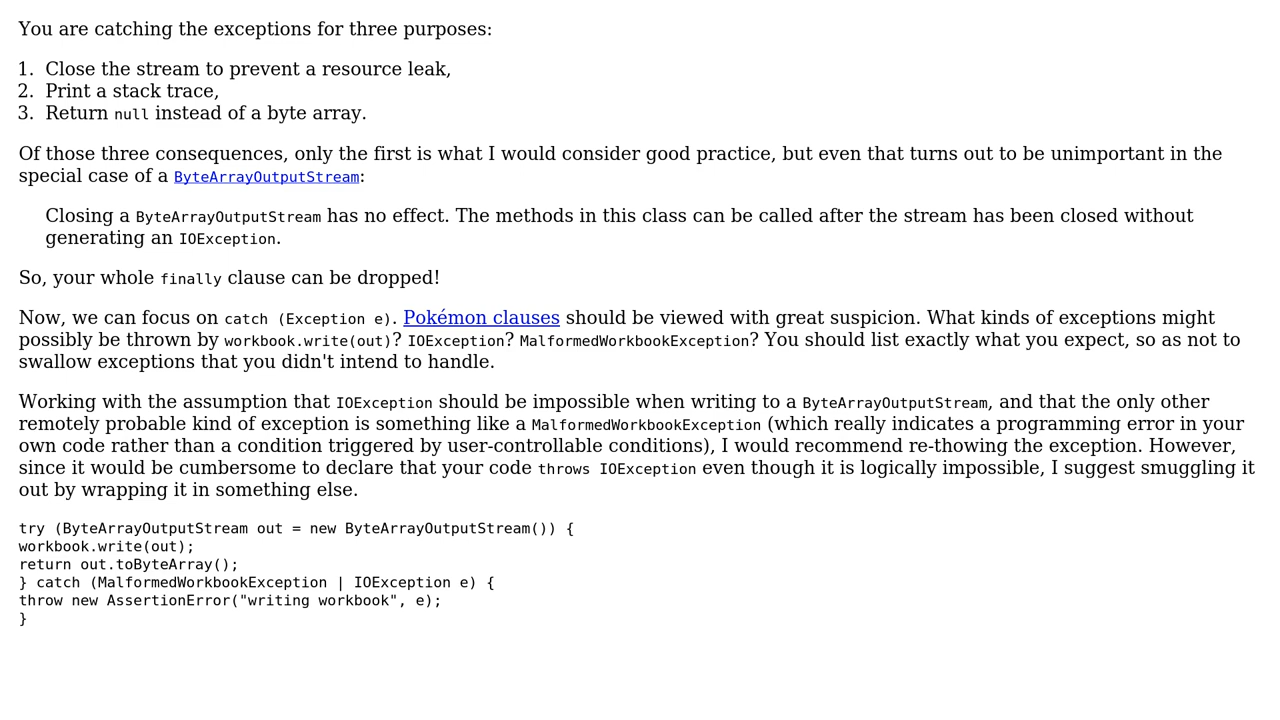 You are catching the exceptions for three purposes:
1. Close the stream to prevent a resource leak,
2. Print a stack trace,
3. Return null instead of a byte array.
Of those three consequences, only the first is what I would consider good practice, but even that turns out to be unimportant in the
special case of a ByteArrayOutputStream:
Closing a ByteArrayOutputStream has no effect. The methods in this class can be called after the stream has been closed without
generating an IOException.
So, your whole finally clause can be dropped!
Now, we can focus on catch (Exception e). Pokémon clauses should be viewed with great suspicion. What kinds of exceptions might
possibly be thrown by workbook.write(out)? IOException? MalformedWorkbookException? You should list exactly what you expect, so as not to
swallow exceptions that you didn't intend to handle.
Working with the assumption that IOException should be impossible when writing to a ByteArrayOutputStream, and that the only other
remotely probable kind of exception is something like a MalformedWorkbookException (which really indicates a programming error in your
own code rather than a condition triggered by user-controllable conditions), I would recommend re-thowing the exception. However,
since it would be cumbersome to declare that your code throws IOException even though it is logically impossible, I suggest smuggling it
out by wrapping it in something else.
try (ByteArrayOutputStream out = new ByteArrayOutputStream()) {
workbook.write(out);
return out.toByteArray();
} catch (MalformedWorkbookException | IOException e) {
throw new AssertionError("writing workbook", e);
}